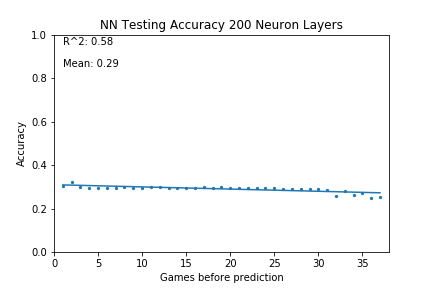 NN Testing Accuracy 200 Neuron Layers
R^2: 0.58
Mean: 0.29
1.0
0.8
0.6
0.4
0.2
0.0
Accuracy
0 5 10 15 20 25 30 35
Games before prediction